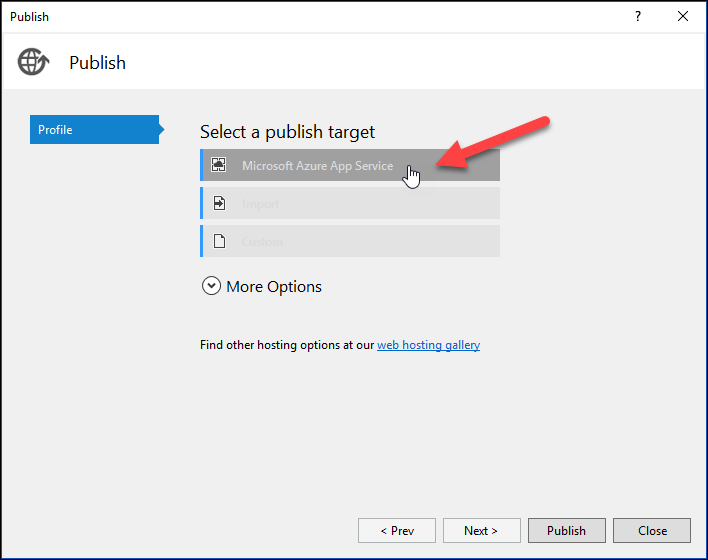 Publish
?
Publish
Profile
Select a publish target
Microsoft Azure App Service
Import
Custom
More Options
Find other hosting options at our web hosting gallery
< Prev
Next >
Publish
Close